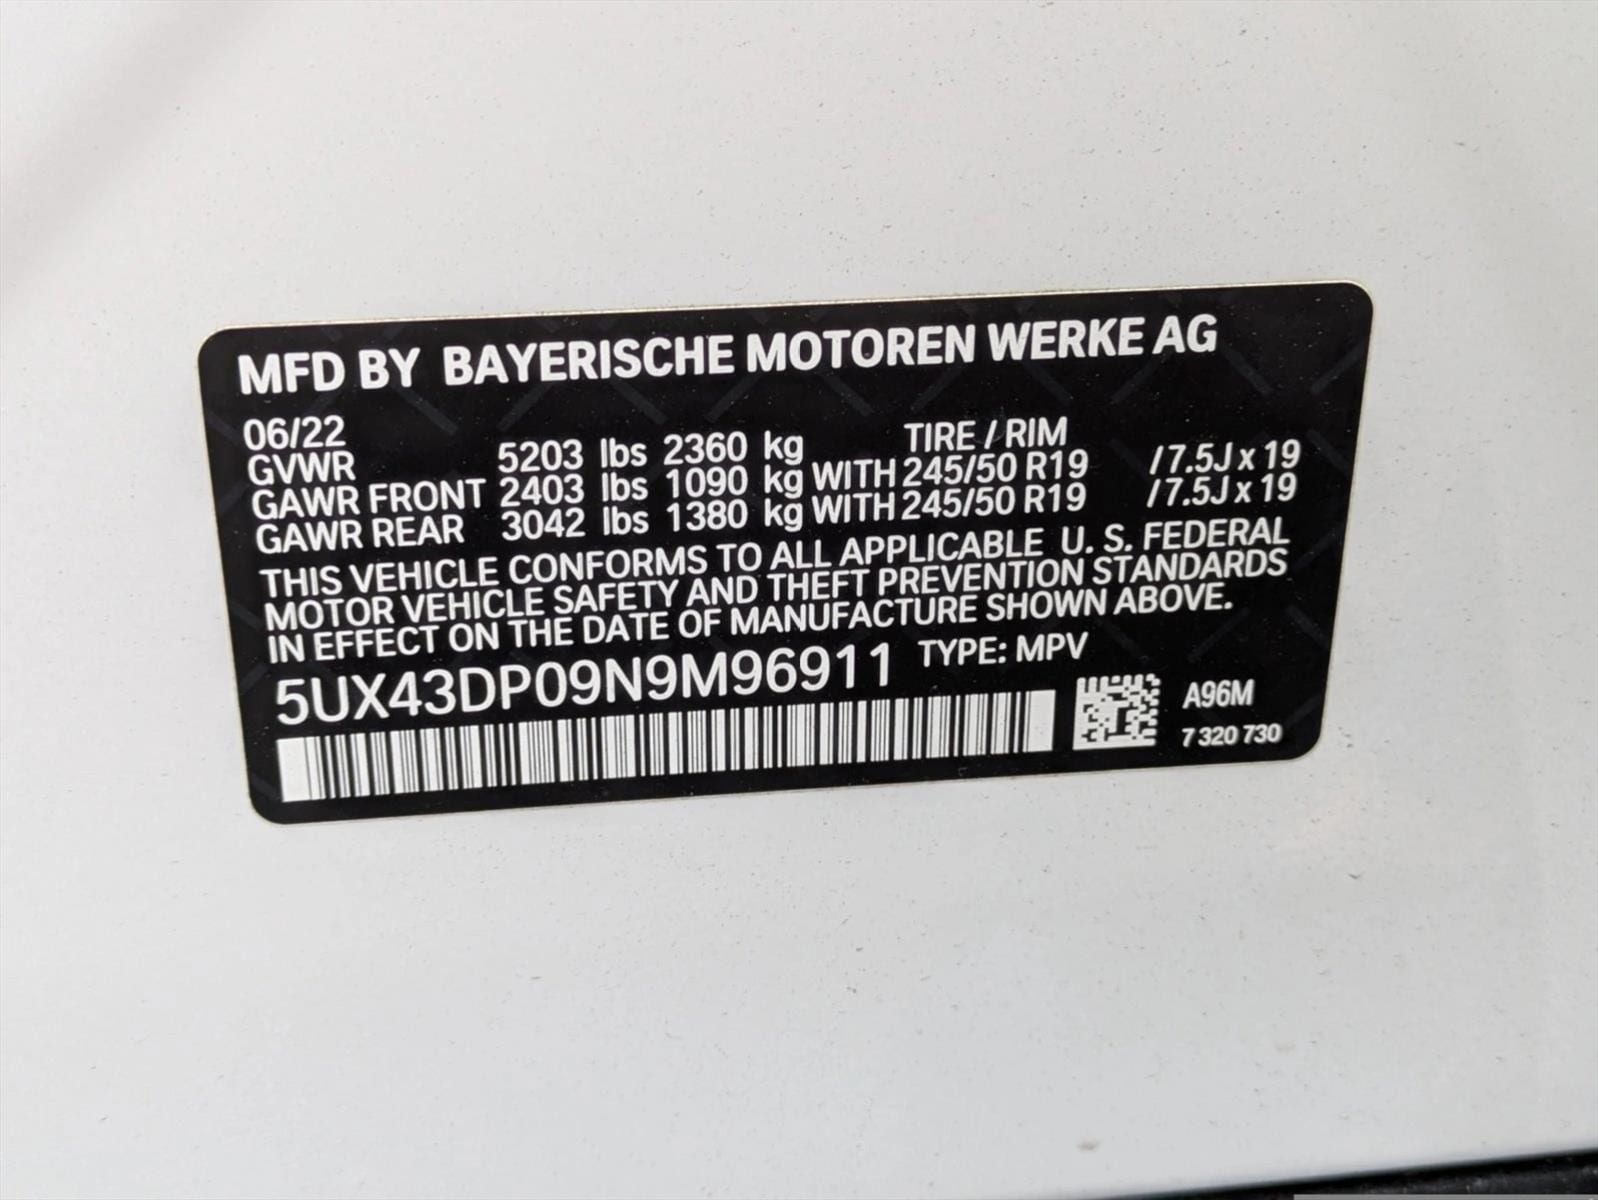 MFD BY BAYERISCHE MOTOREN WERKE AG
06/22 TIRE / RIM
GVWR 5203 lbs 2360 kg
GAWR FRONT 2403 lbs 1090 kg WITH 245/50 R19 / 7.5J x 19
GAWR REAR 3042 lbs 1380 kg WITH 245/50 R19 / 7.5J x 19
THIS VEHICLE CONFORMS TO ALL APPLICABLE U. S. FEDERAL
MOTOR VEHICLE SAFETY AND THEFT PREVENTION STANDARDS
IN EFFECT ON THE DATE OF MANUFACTURE SHOWN ABOVE.
5UX43DP09N9M96911 TYPE: MPV
A96M
7 320 730